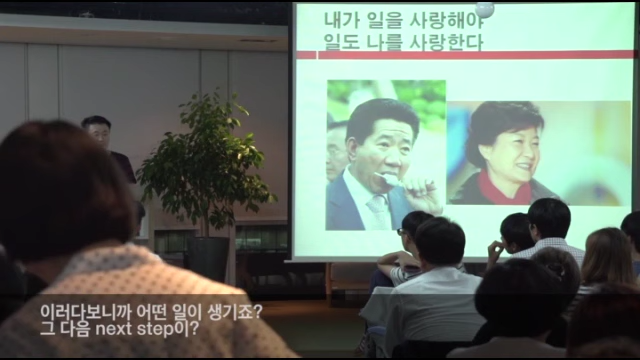 내가 일을 사랑해야
일도 나를 사랑한다
이러다보니까 어떤 일이 생기죠?
그 다음 next step이?